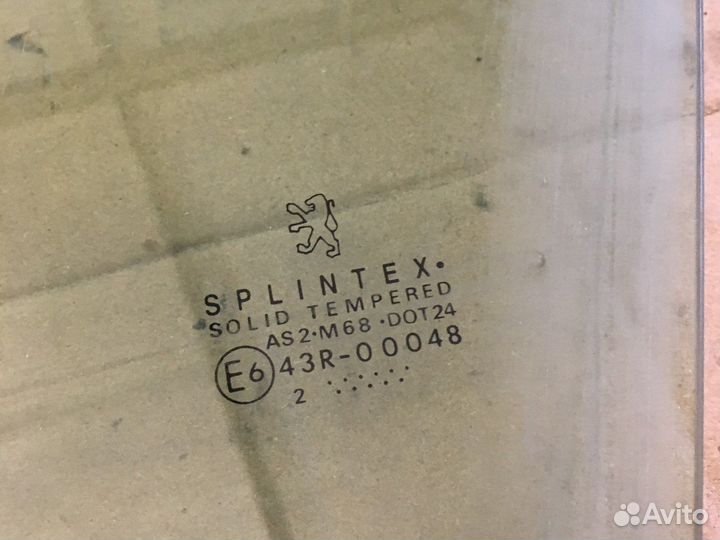 SPLINTEX.
SOLID TEMPERED
AS2·M68·DOT24
E6 43R-00048
2
Avito